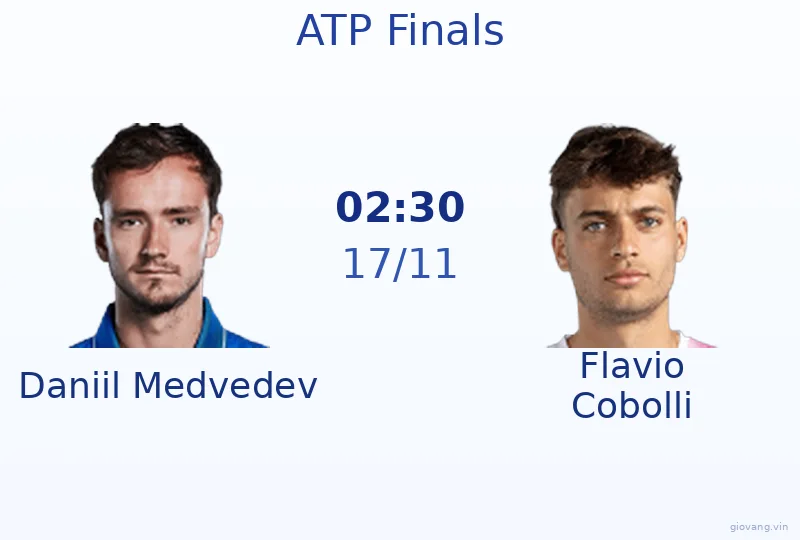 ATP Finals
02:30
17/11
Daniil Medvedev
Flavio
Cobolli
giovang.vin